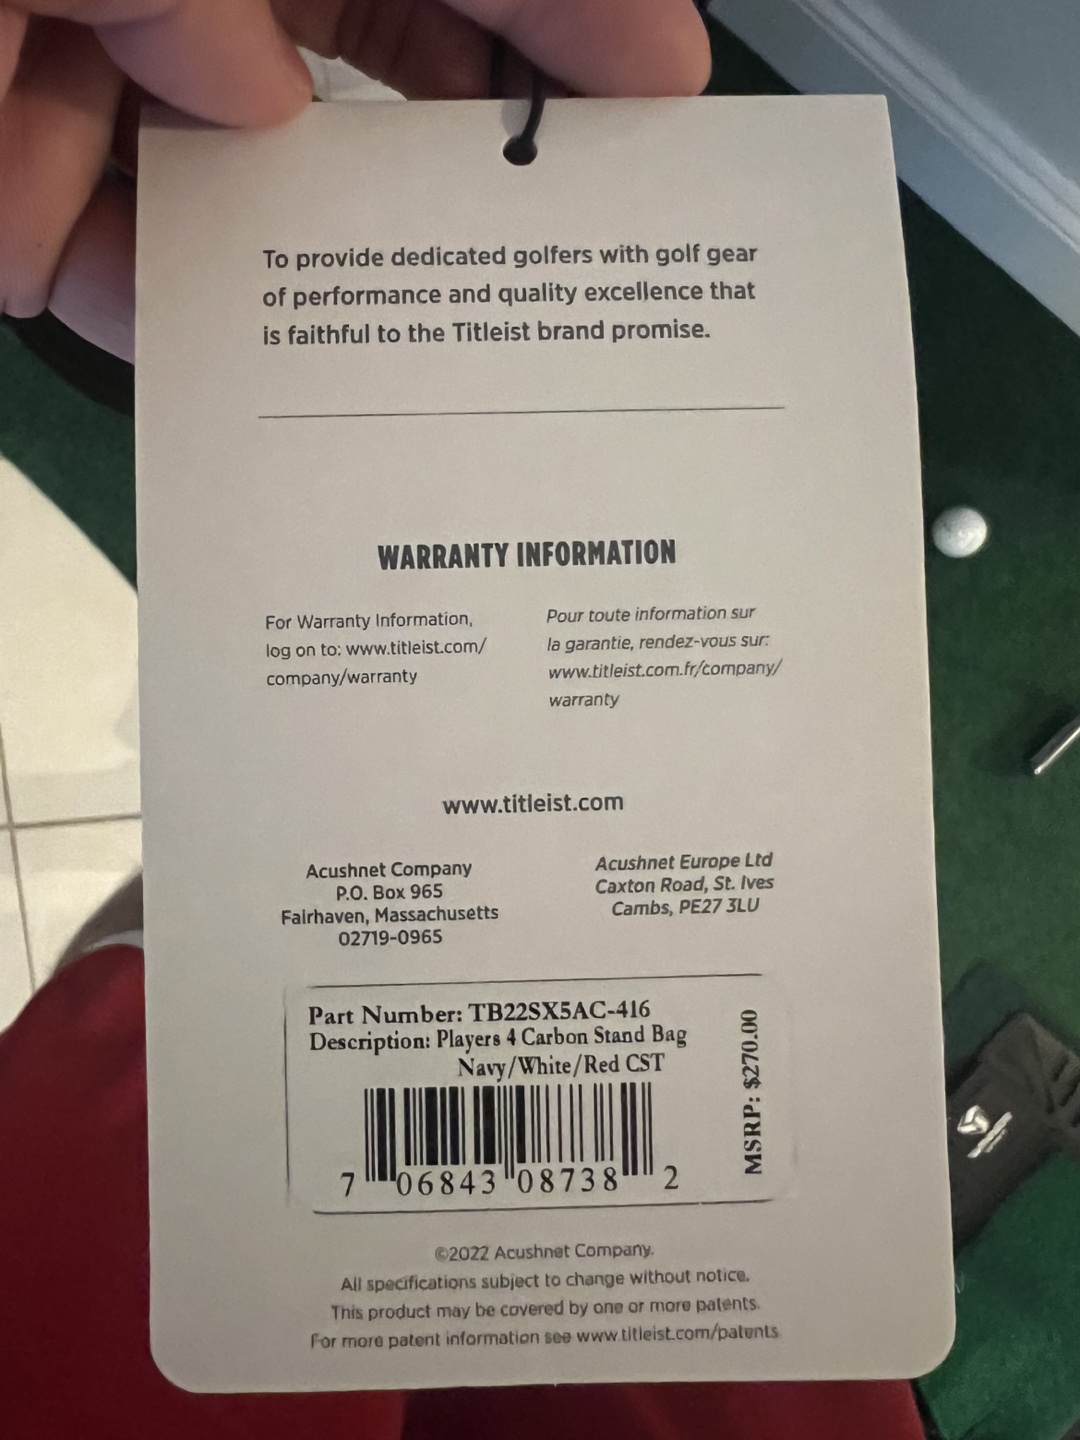 To provide dedicated golfers with golf gear
of performance and quality excellence that
is faithful to the Titleist brand promise.
WARRANTY INFORMATION
For Warranty Information,
log on to: www.titleist.com/
company/warranty
Pour toute information sur
la garantie, rendez-vous sur:
www.titleist.com.fr/company/
warranty
www.titleist.com
Acushnet Company
P.O. Box 965
Fairhaven, Massachusetts
02719-0965
Acushnet Europe Ltd
Caxton Road, St. Ives
Cambs, PE27 3LU
Part Number: TB22SX5AC-416
Description: Players 4 Carbon Stand Bag
Navy/White/Red CST
MSRP: $270.00
7 06843 08738 2
©2022 Acushnet Company.
All specifications subject to change without notice.
This product may be covered by one or more patents.
For more patent information see www.titleist.com/patents